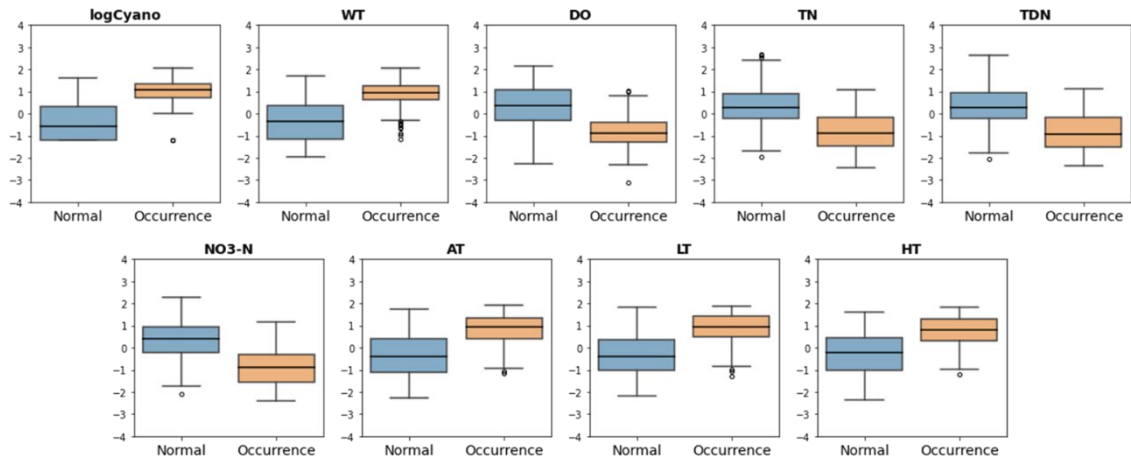 logCyano WT DO TN TDN
4 4 4 4 4
3 3 3 3 3
2 2 2 2 2
1 1 1 1 1
0 0 0 0 0
−1 −1 −1 −1 −1
−2 −2 −2 −2 −2
−3 −3 −3 −3 −3
−4 −4 −4 −4 −4
Normal Occurrence Normal Occurrence Normal Occurrence Normal Occurrence Normal Occurrence
NO3-N AT LT HT
4 4 4 4
3 3 3 3
2 2 2 2
1 1 1 1
0 0 0 0
−1 −1 −1 −1
−2 −2 −2 −2
−3 −3 −3 −3
−4 −4 −4 −4
Normal Occurrence Normal Occurrence Normal Occurrence Normal Occurrence